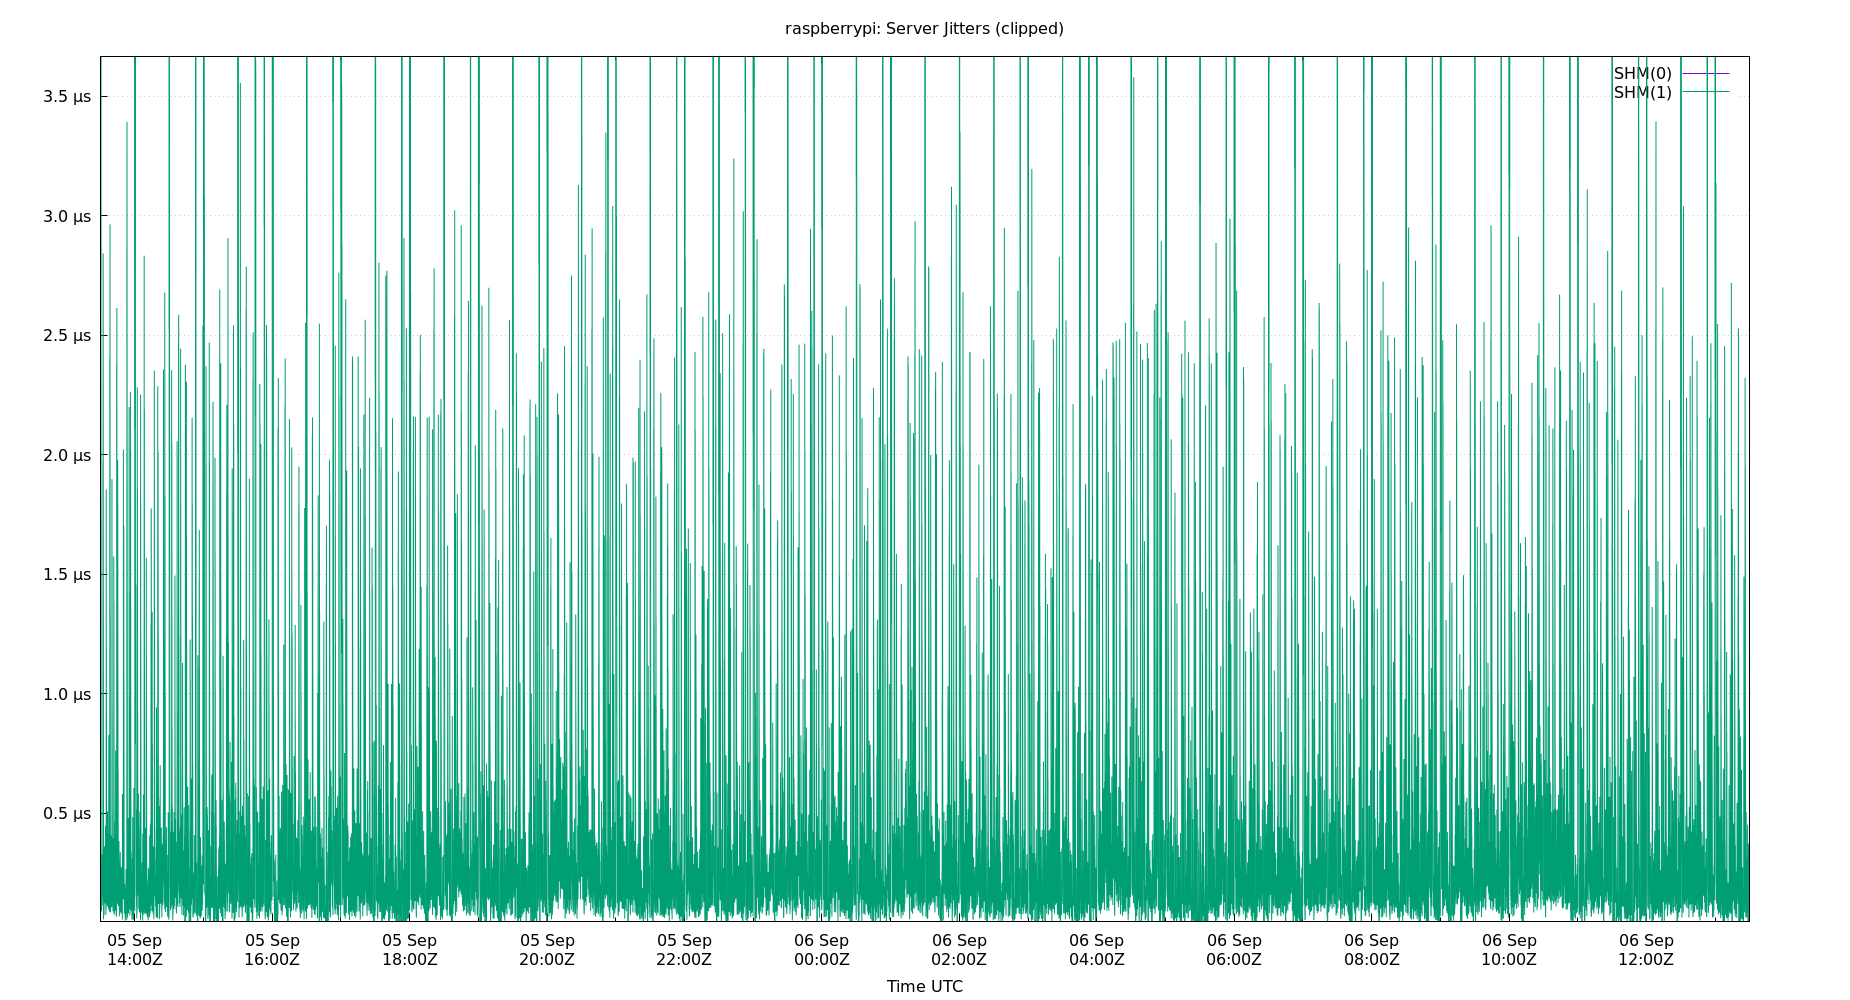 raspberrypi: Server Jitters (clipped)
SHM(0)
SHM(1)
3.5 µs
3.0 µs
2.5 µs
2.0 µs
1.5 µs
1.0 µs
0.5 µs
05 Sep 05 Sep 05 Sep 05 Sep 05 Sep 06 Sep 06 Sep 06 Sep 06 Sep 06 Sep 06 Sep 06 Sep
14:00Z 16:00Z 18:00Z 20:00Z 22:00Z 00:00Z 02:00Z 04:00Z 06:00Z 08:00Z 10:00Z 12:00Z
Time UTC